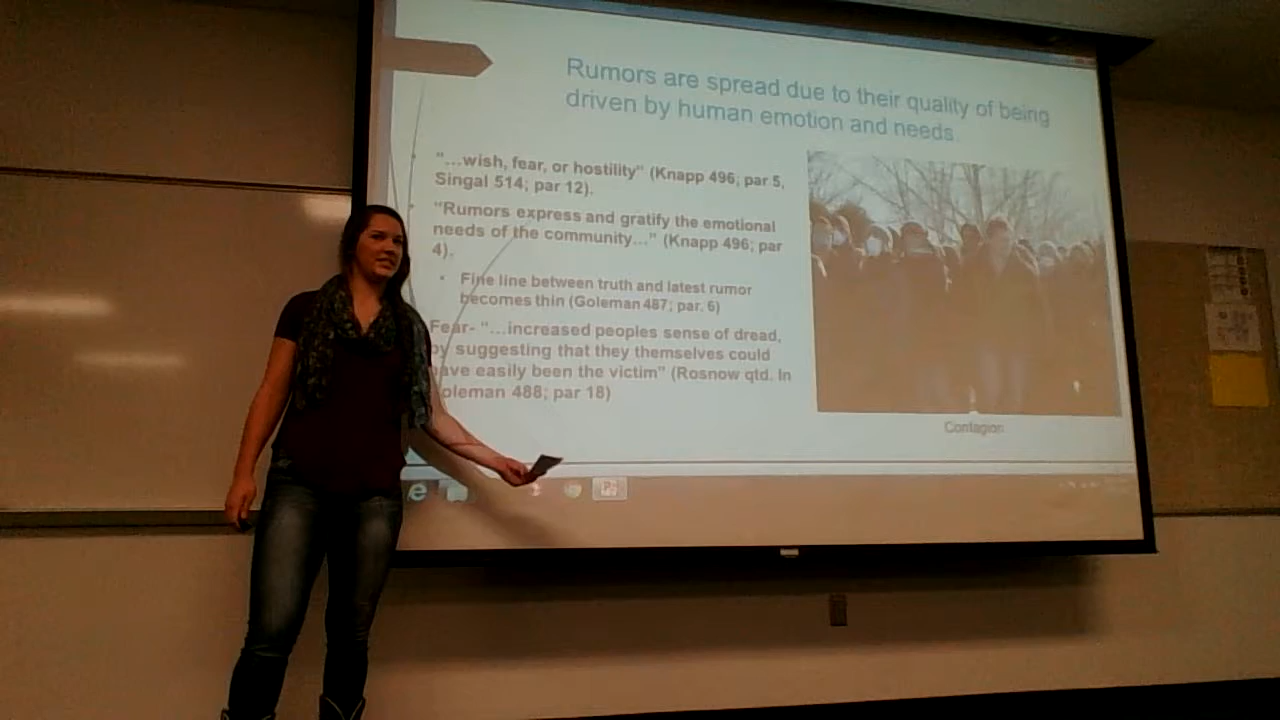 Rumors are spread due to their quality of being
driven by human emotion and needs.
"...wish, fear, or hostility" (Knapp 496; par 5,
Singal 514; par 12).
"Rumors express and gratify the emotional
needs of the community..." (Knapp 496; par
4).
Fine line between truth and latest rumor
becomes thin (Goleman 487; par. 6)
Fear- "...increased peoples sense of dread,
by suggesting that they themselves could
have easily been the victim" (Rosnow qtd. In
oleman 488; par 18)
Contagion